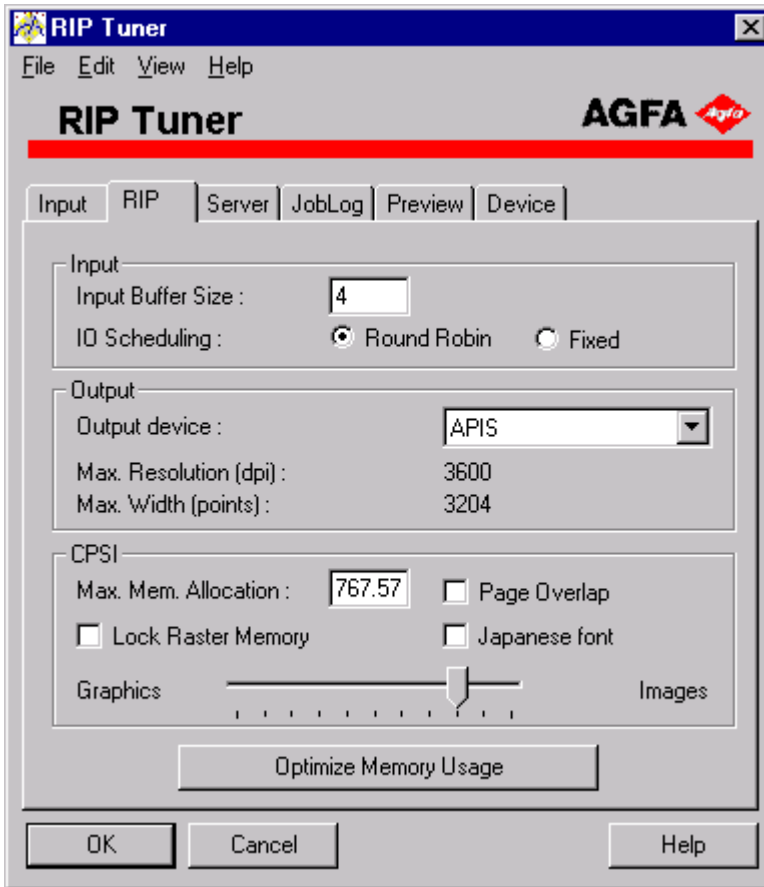 RIP Tuner
File Edit View Help
RIP Tuner AGFA Agfa
Input RIP Server JobLog Preview Device
Input
Input Buffer Size : 4
IO Scheduling : Round Robin Fixed
Output
Output device : APIS
Max. Resolution (dpi) : 3600
Max. Width (points) : 3204
CPSI
Max. Mem. Allocation : 767.57 Page Overlap
Lock Raster Memory Japanese font
Graphics Images
Optimize Memory Usage
OK Cancel Help